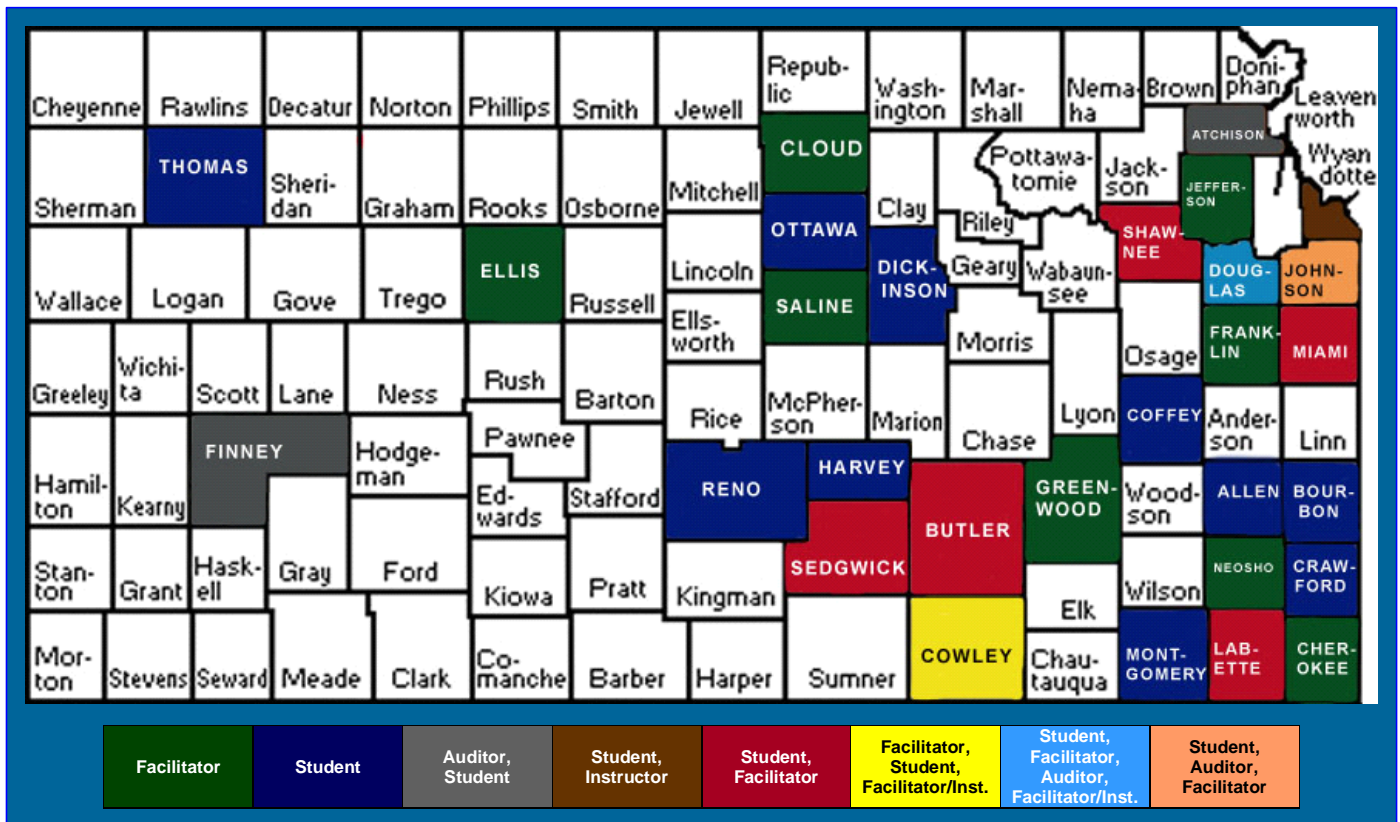 Cheyenne
Rawlins
Decatur
Norton
Phillips
Smith
Jewell
Repub-
lic
Wash-
ington
Mar-
shall
Nema-
ha
Brown
Doni-
phan
Leaven
worth
Wyan
dotte
ATCHISON
Sherman
THOMAS
Sheri-
dan
Graham
Rooks
Osborne
Mitchell
CLOUD
Clay
Pottawa-
tomie
Jack-
son
JEFFER-
SON
OTTAWA
Riley
SHAW-
NEE
Wallace
Logan
Gove
Trego
ELLIS
Russell
Lincoln
DICK-
INSON
Geary
Wabaun-
see
DOUG-
LAS
JOHN-
SON
SALINE
Ells-
worth
Morris
Osage
FRANK-
LIN
MIAMI
Greeley
Wichi-
ta
Scott
Lane
Ness
Rush
Barton
Rice
McPher-
son
Marion
Chase
Lyon
COFFEY
Ander-
son
Linn
Hamil-
ton
Kearny
FINNEY
Hodge-
man
Pawnee
Ed-
wards
Stafford
RENO
HARVEY
BUTLER
GREEN-
WOOD
Wood-
son
ALLEN
BOUR-
BON
Stan-
ton
Grant
Hask-
ell
Gray
Ford
Kiowa
Pratt
Kingman
SEDGWICK
Elk
Wilson
NEOSHO
CRAW-
FORD
Mor-
ton
Stevens
Seward
Meade
Clark
Co-
manche
Barber
Harper
Sumner
COWLEY
Chau-
tauqua
MONT-
GOMERY
LAB-
ETTE
CHER-
OKEE
Facilitator
Student
Auditor,
Student
Student,
Instructor
Student,
Facilitator
Facilitator,
Student,
Facilitator/Inst.
Student,
Facilitator,
Auditor,
Facilitator/Inst.
Student,
Auditor,
Facilitator